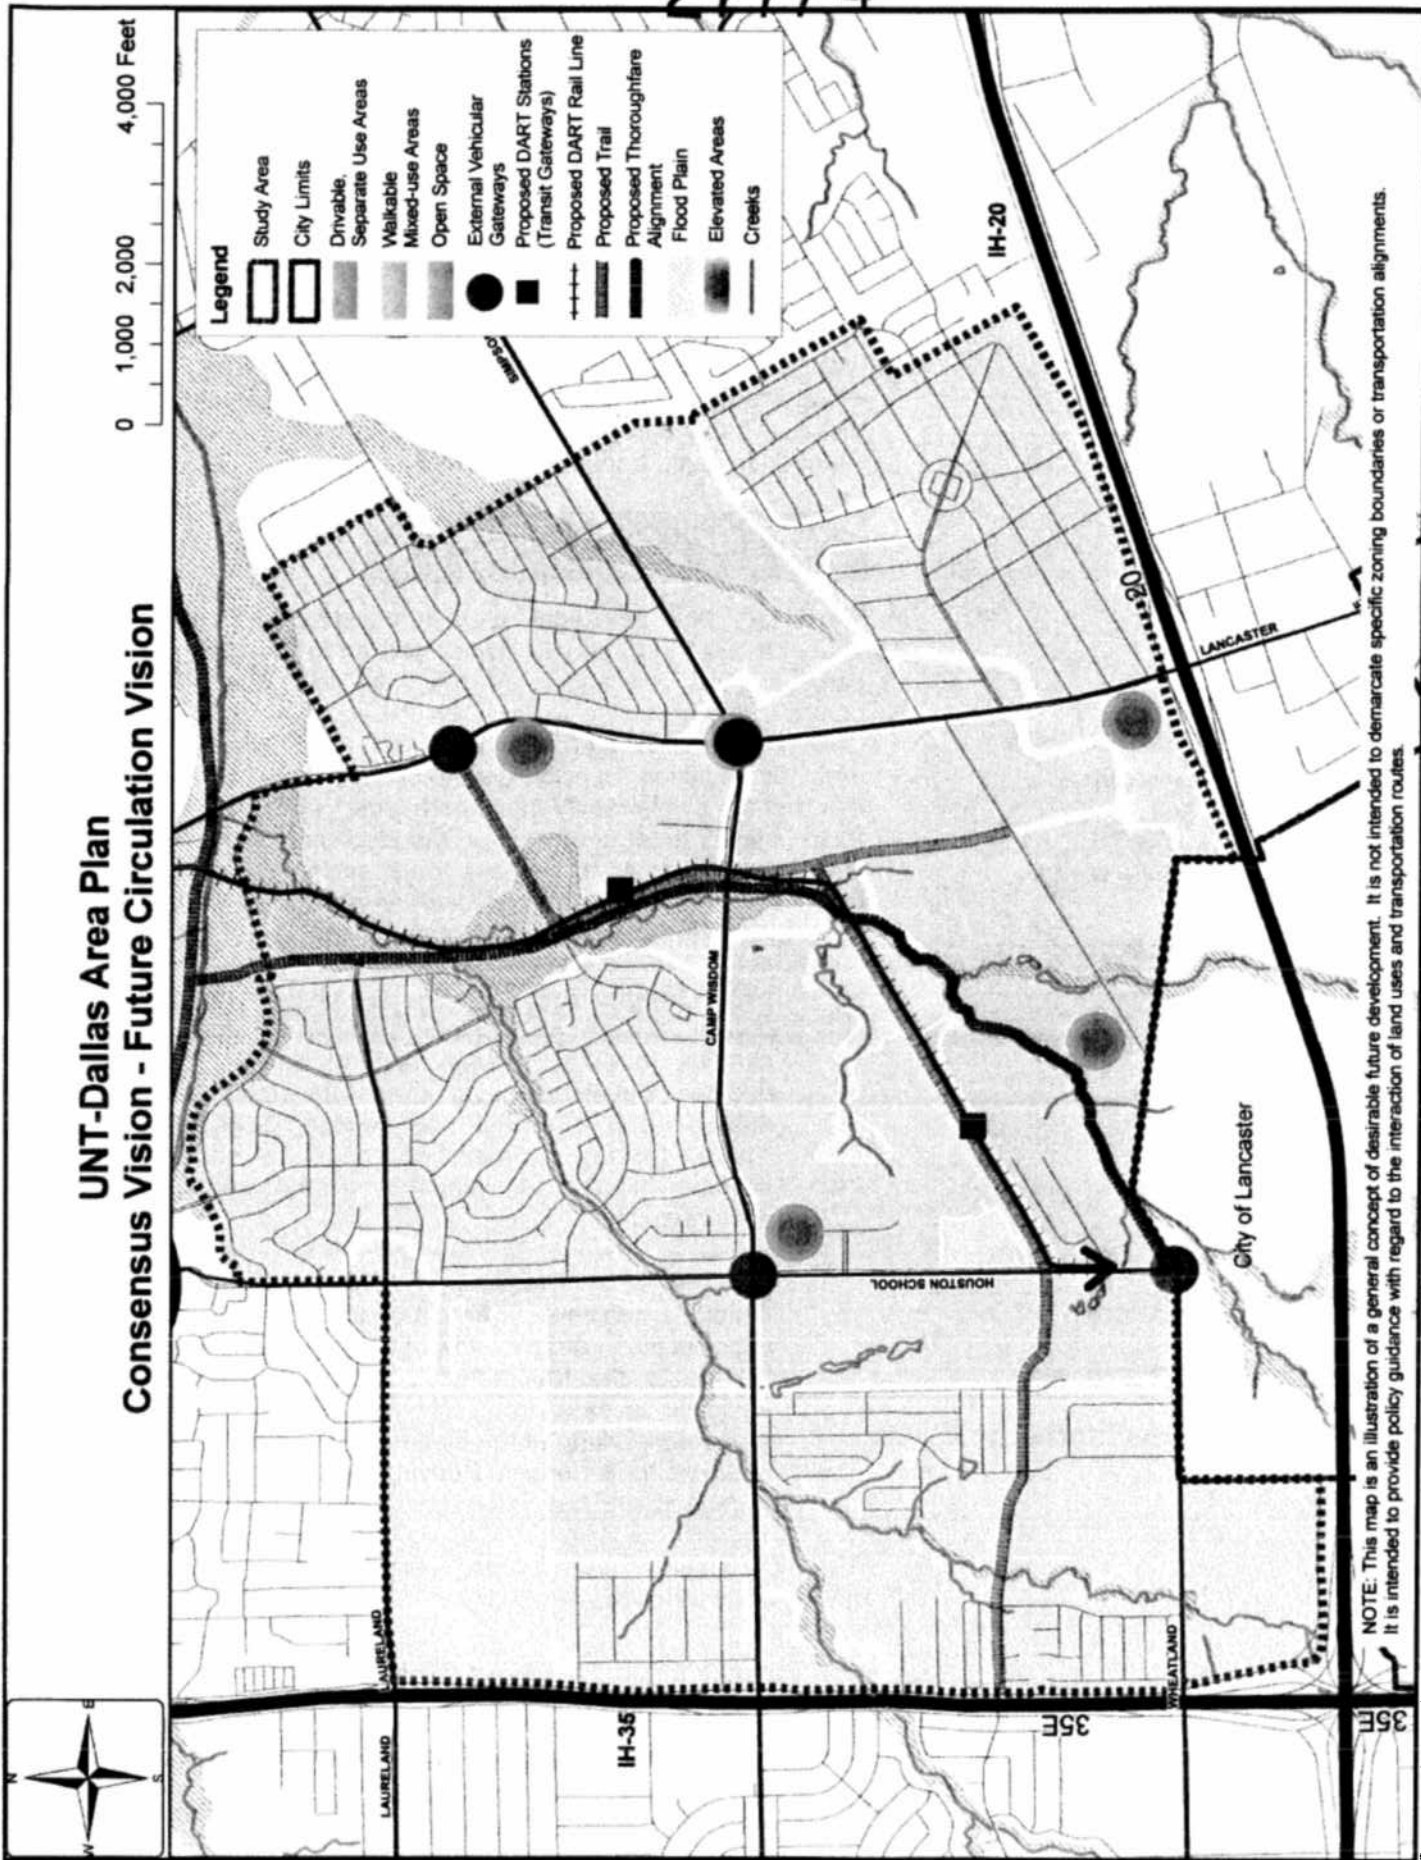 UNT-Dallas Area Plan
Consensus Vision - Future Circulation Vision
0 1,000 2,000 4,000 Feet
N
W
E
S
Legend
Study Area
City Limits
Drivable,
Separate Use Areas
Walkable
Mixed-use Areas
Open Space
External Vehicular
Gateways
Proposed DART Stations
(Transit Gateways)
Proposed DART Rail Line
Proposed Trail
Proposed Thoroughfare
Alignment
Flood Plain
Elevated Areas
Creeks
LAURELAND
LAURELAND
IH-35
35E
35E
WHEATLAND
CAMP WISDOM
HOUSTON SCHOOL
City of Lancaster
LANCASTER
20
IH-20
NOTE: This map is an illustration of a general concept of desirable future development. It is not intended to demarcate specific zoning boundaries or transportation alignments.
It is intended to provide policy guidance with regard to the interaction of land uses and transportation routes.